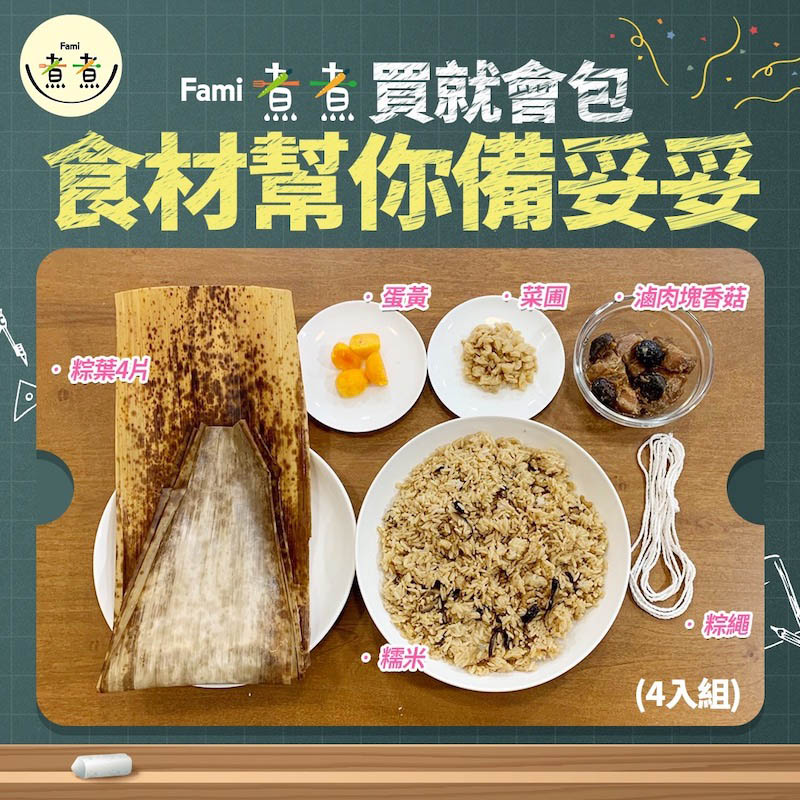 Fami
煮煮
Fami 煮煮 買就會包
食材幫你備妥妥
· 蛋黃
· 菜圃
· 滷肉塊香菇
· 粽葉4片
· 粽繩
· 糯米
(4入組)